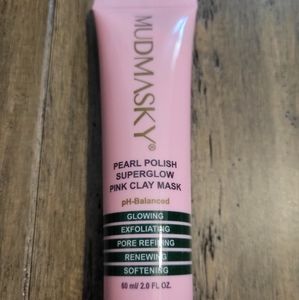 MUDMASKY®
PEARL POLISH
SUPERGLOW
PINK CLAY MASK
pH-Balanced
GLOWING
EXFOLIATING
PORE REFINING
RENEWING
SOFTENING
60 ml/ 2.0 FL OZ.